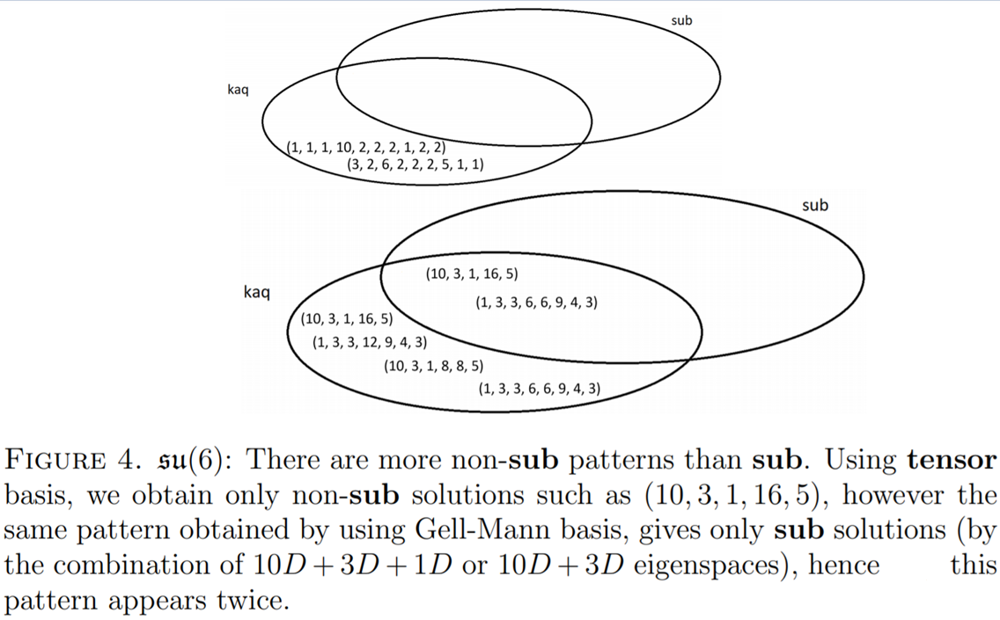 sub
kaq
(1, 1, 1, 10, 2, 2, 2, 1, 2, 2)
(3, 2, 6, 2, 2, 2, 5, 1, 1)
sub
kaq
(10, 3, 1, 16, 5)
(1, 3, 3, 6, 6, 9, 4, 3)
(10, 3, 1, 16, 5)
(1, 3, 3, 12, 9, 4, 3)
(10, 3, 1, 8, 8, 5)
(1, 3, 3, 6, 6, 9, 4, 3)
FIGURE 4. 𝔰𝔲(6): There are more non-sub patterns than sub. Using tensor
basis, we obtain only non-sub solutions such as (10, 3, 1, 16, 5), however the
same pattern obtained by using Gell-Mann basis, gives only sub solutions (by
the combination of 10D + 3D + 1D or 10D + 3D eigenspaces), hence this
pattern appears twice.